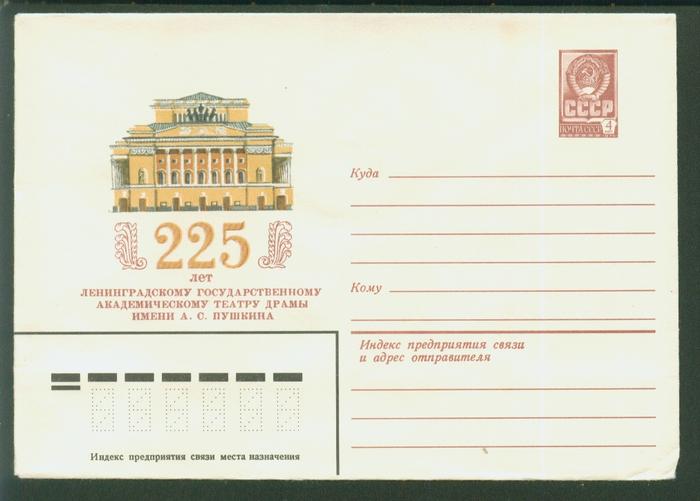 СССР
ПОЧТА СССР 4
225
лет
ЛЕНИНГРАДСКОМУ ГОСУДАРСТВЕННОМУ
АКАДЕМИЧЕСКОМУ ТЕАТРУ ДРАМЫ
ИМЕНИ А. С. ПУШКИНА
Куда
Кому
Индекс предприятия связи
и адрес отправителя
Индекс предприятия связи места назначения